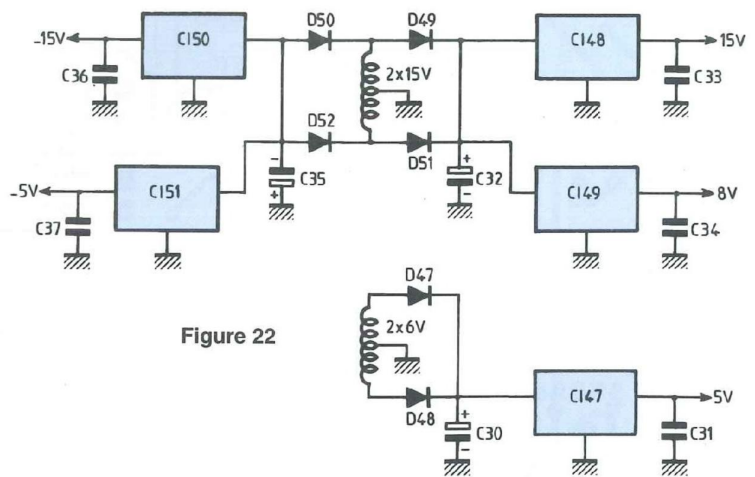 D50
D49
-15V
CI50
2x15V
CI48
15V
C36
C33
D52
D51
-5V
CI51
-
+
C35
+
-
C32
CI49
8V
C37
C34
D47
2x6V
Figure 22
D48
+
-
C30
CI47
5V
C31